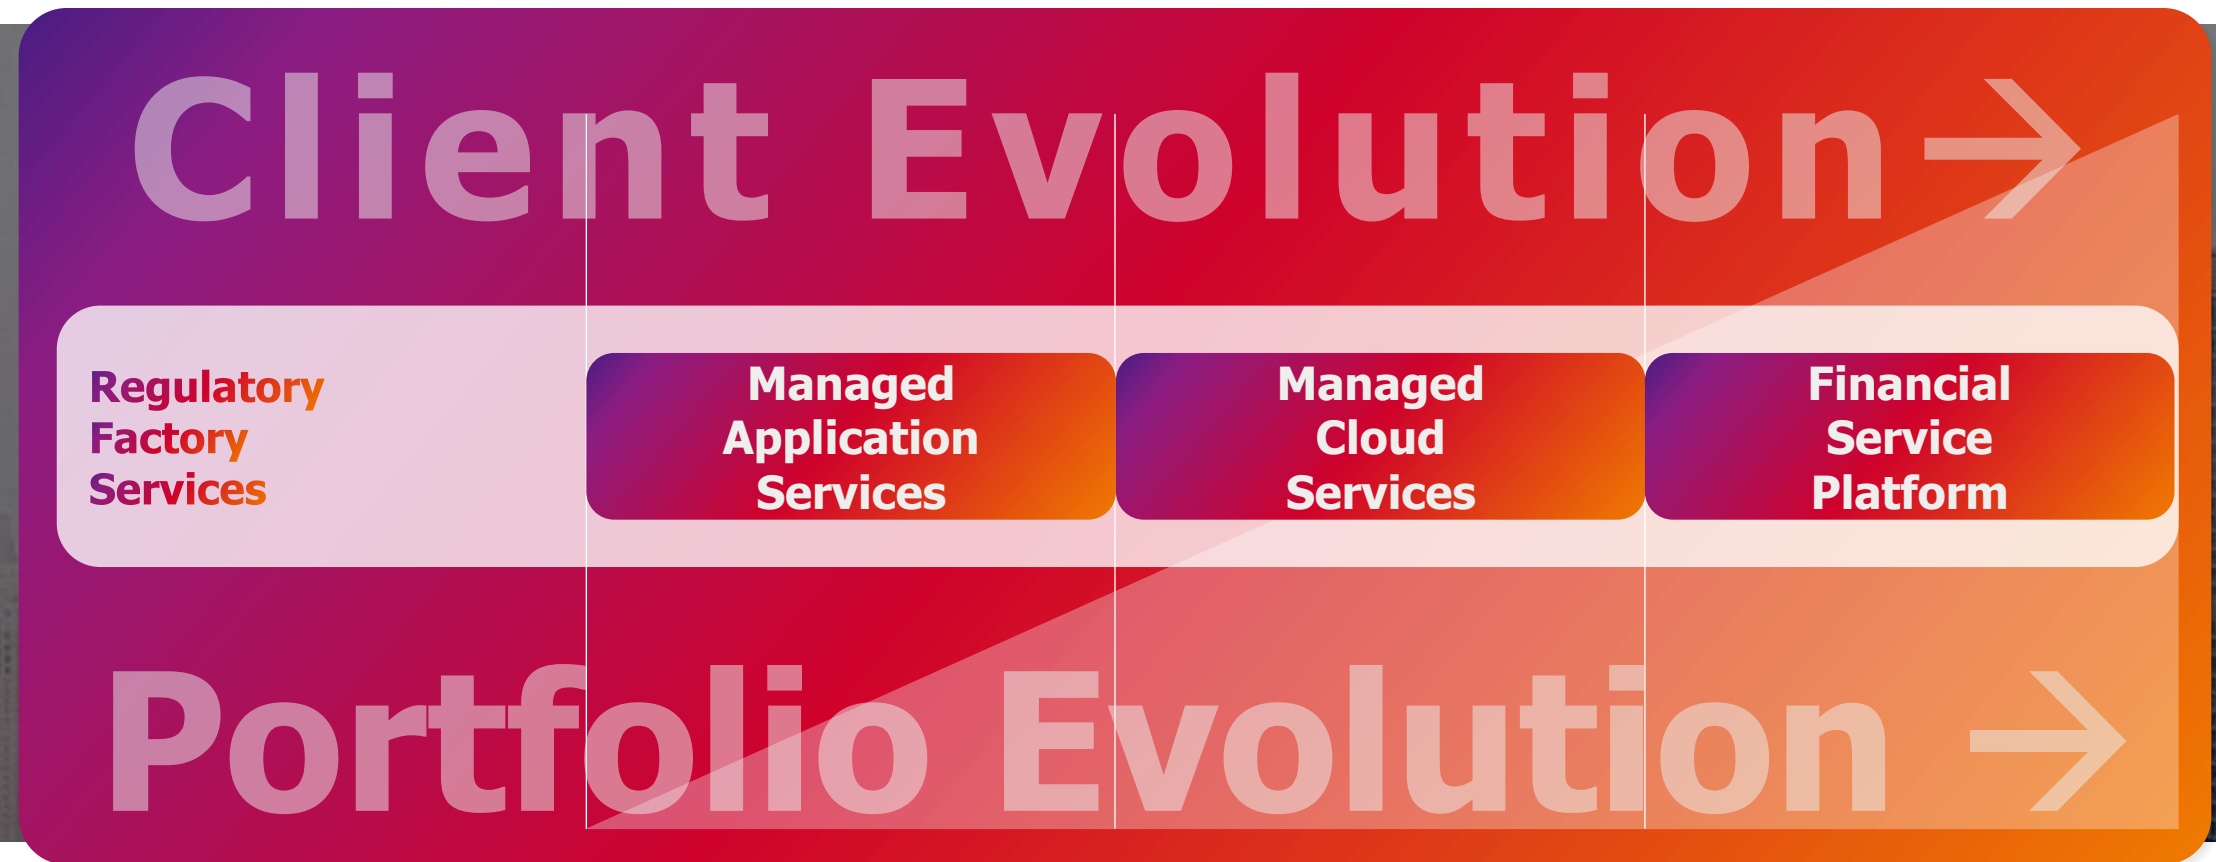 Client Evolution→
Regulatory
Factory
Services
Managed
Application
Services
Managed
Cloud
Services
Financial
Service
Platform
Portfolio Evolution →